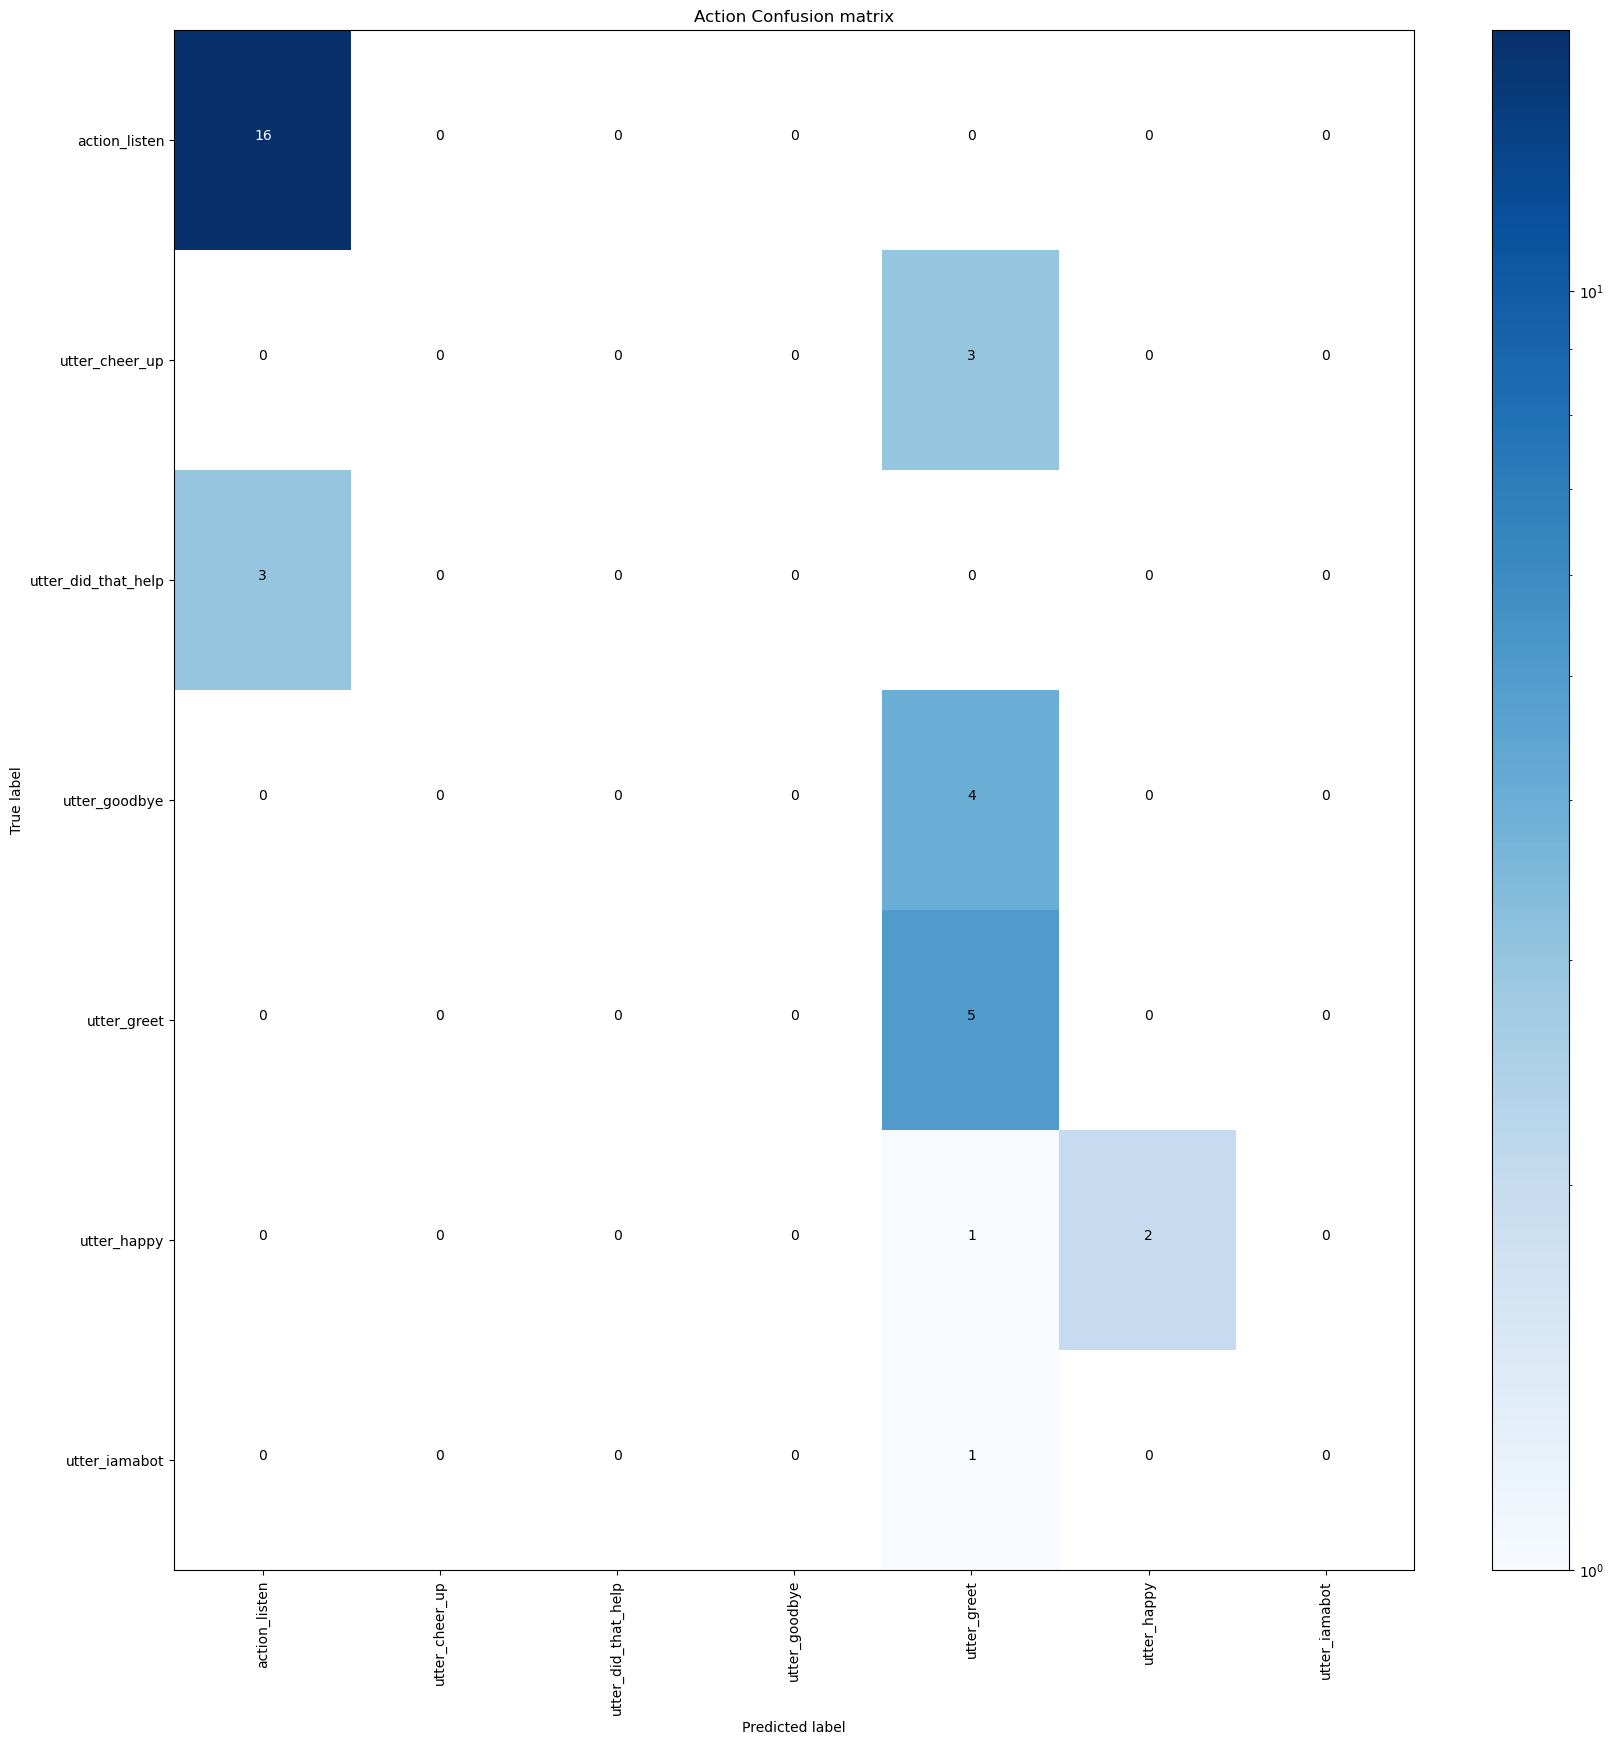 Action Confusion matrix
True label
action_listen 16 0 0 0 0 0 0
utter_cheer_up 0 0 0 0 3 0 0
utter_did_that_help 3 0 0 0 0 0 0
utter_goodbye 0 0 0 0 4 0 0
utter_greet 0 0 0 0 5 0 0
utter_happy 0 0 0 0 1 2 0
utter_iamabot 0 0 0 0 1 0 0
action_listen utter_cheer_up utter_did_that_help utter_goodbye utter_greet utter_happy utter_iamabot
Predicted label
10¹
10⁰